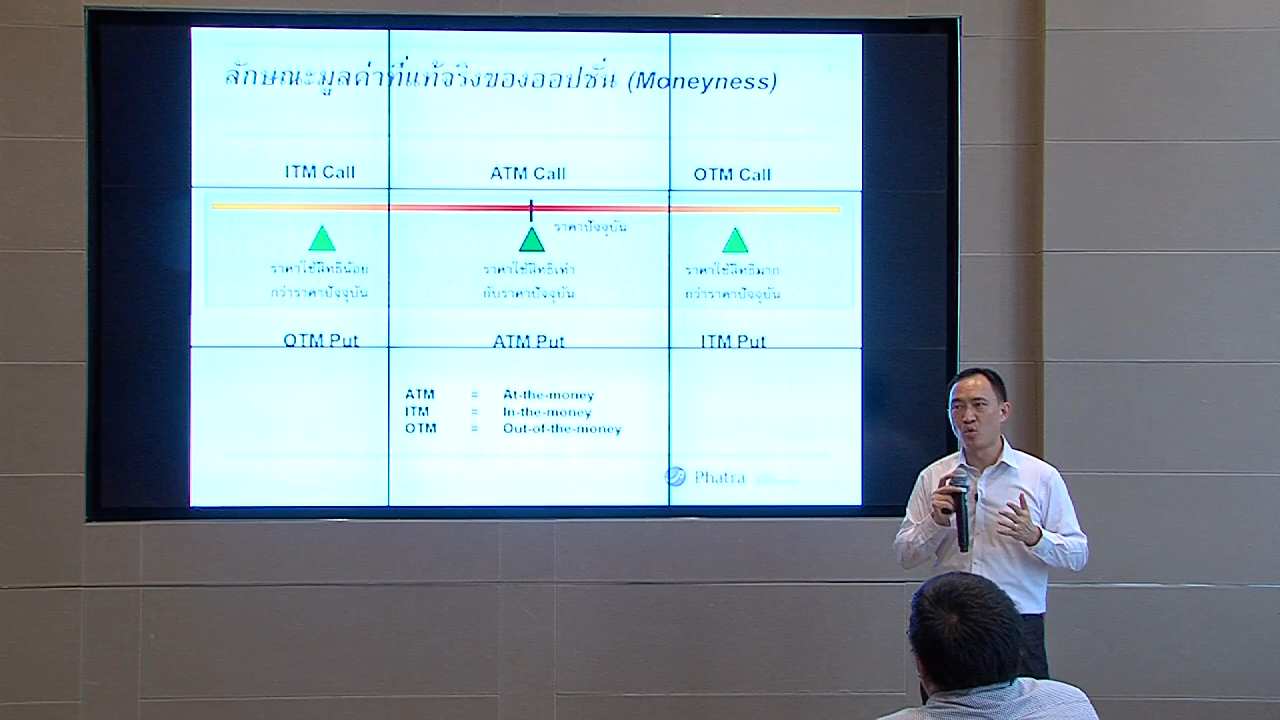 ลักษณะมูลค่าที่แท้จริงของออปชั่น (Moneyness)
ITM Call ATM Call OTM Call
ราคาปัจจุบัน
ราคาใช้สิทธิน้อย ราคาใช้สิทธิเท่า ราคาใช้สิทธิมาก
กว่าราคาปัจจุบัน กับราคาปัจจุบัน กว่าราคาปัจจุบัน
OTM Put ATM Put ITM Put
ATM = At-the-money
ITM = In-the-money
OTM = Out-of-the-money
Phatra